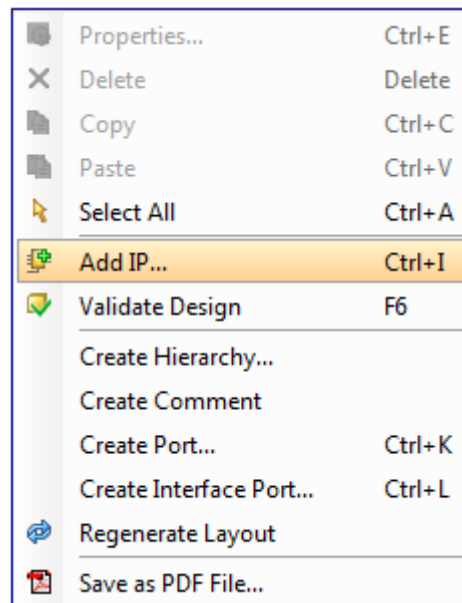 Properties... Ctrl+E
Delete Delete
Copy Ctrl+C
Paste Ctrl+V
Select All Ctrl+A
Add IP... Ctrl+I
Validate Design F6
Create Hierarchy...
Create Comment
Create Port... Ctrl+K
Create Interface Port... Ctrl+L
Regenerate Layout
Save as PDF File...